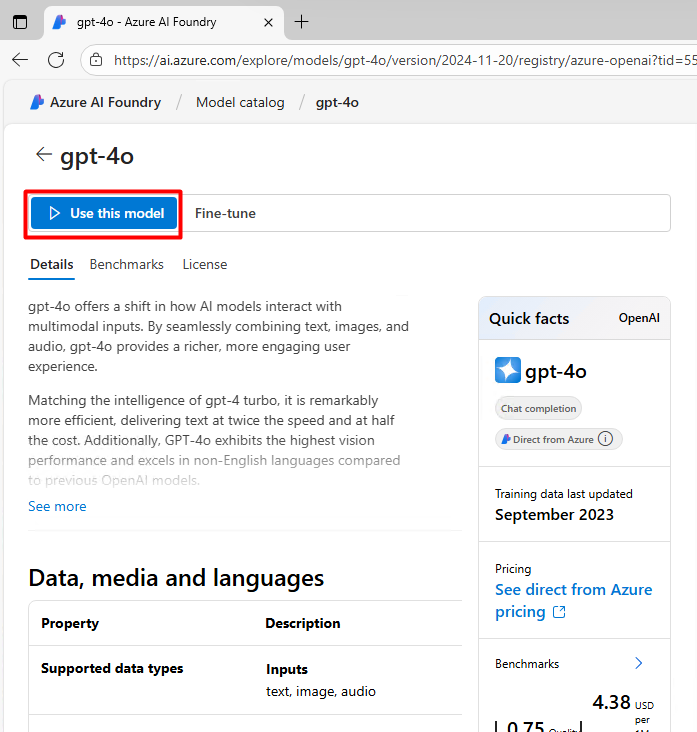 gpt-4o - Azure AI Foundry
https://ai.azure.com/explore/models/gpt-4o/version/2024-11-20/registry/azure-openai?tid=55
Azure AI Foundry / Model catalog / gpt-4o
gpt-4o
Use this model
Fine-tune
Details Benchmarks License
gpt-4o offers a shift in how AI models interact with
multimodal inputs. By seamlessly combining text, images, and
audio, gpt-4o provides a richer, more engaging user
experience.
Matching the intelligence of gpt-4 turbo, it is remarkably
more efficient, delivering text at twice the speed and at half
the cost. Additionally, GPT-4o exhibits the highest vision
performance and excels in non-English languages compared
to previous OpenAI models.
See more
Data, media and languages
Property Description
Supported data types Inputs
text, image, audio
Quick facts OpenAI
gpt-4o
Chat completion
Direct from Azure
Training data last updated
September 2023
Pricing
See direct from Azure
pricing
Benchmarks
4.38 USD
per
0.75 Quality